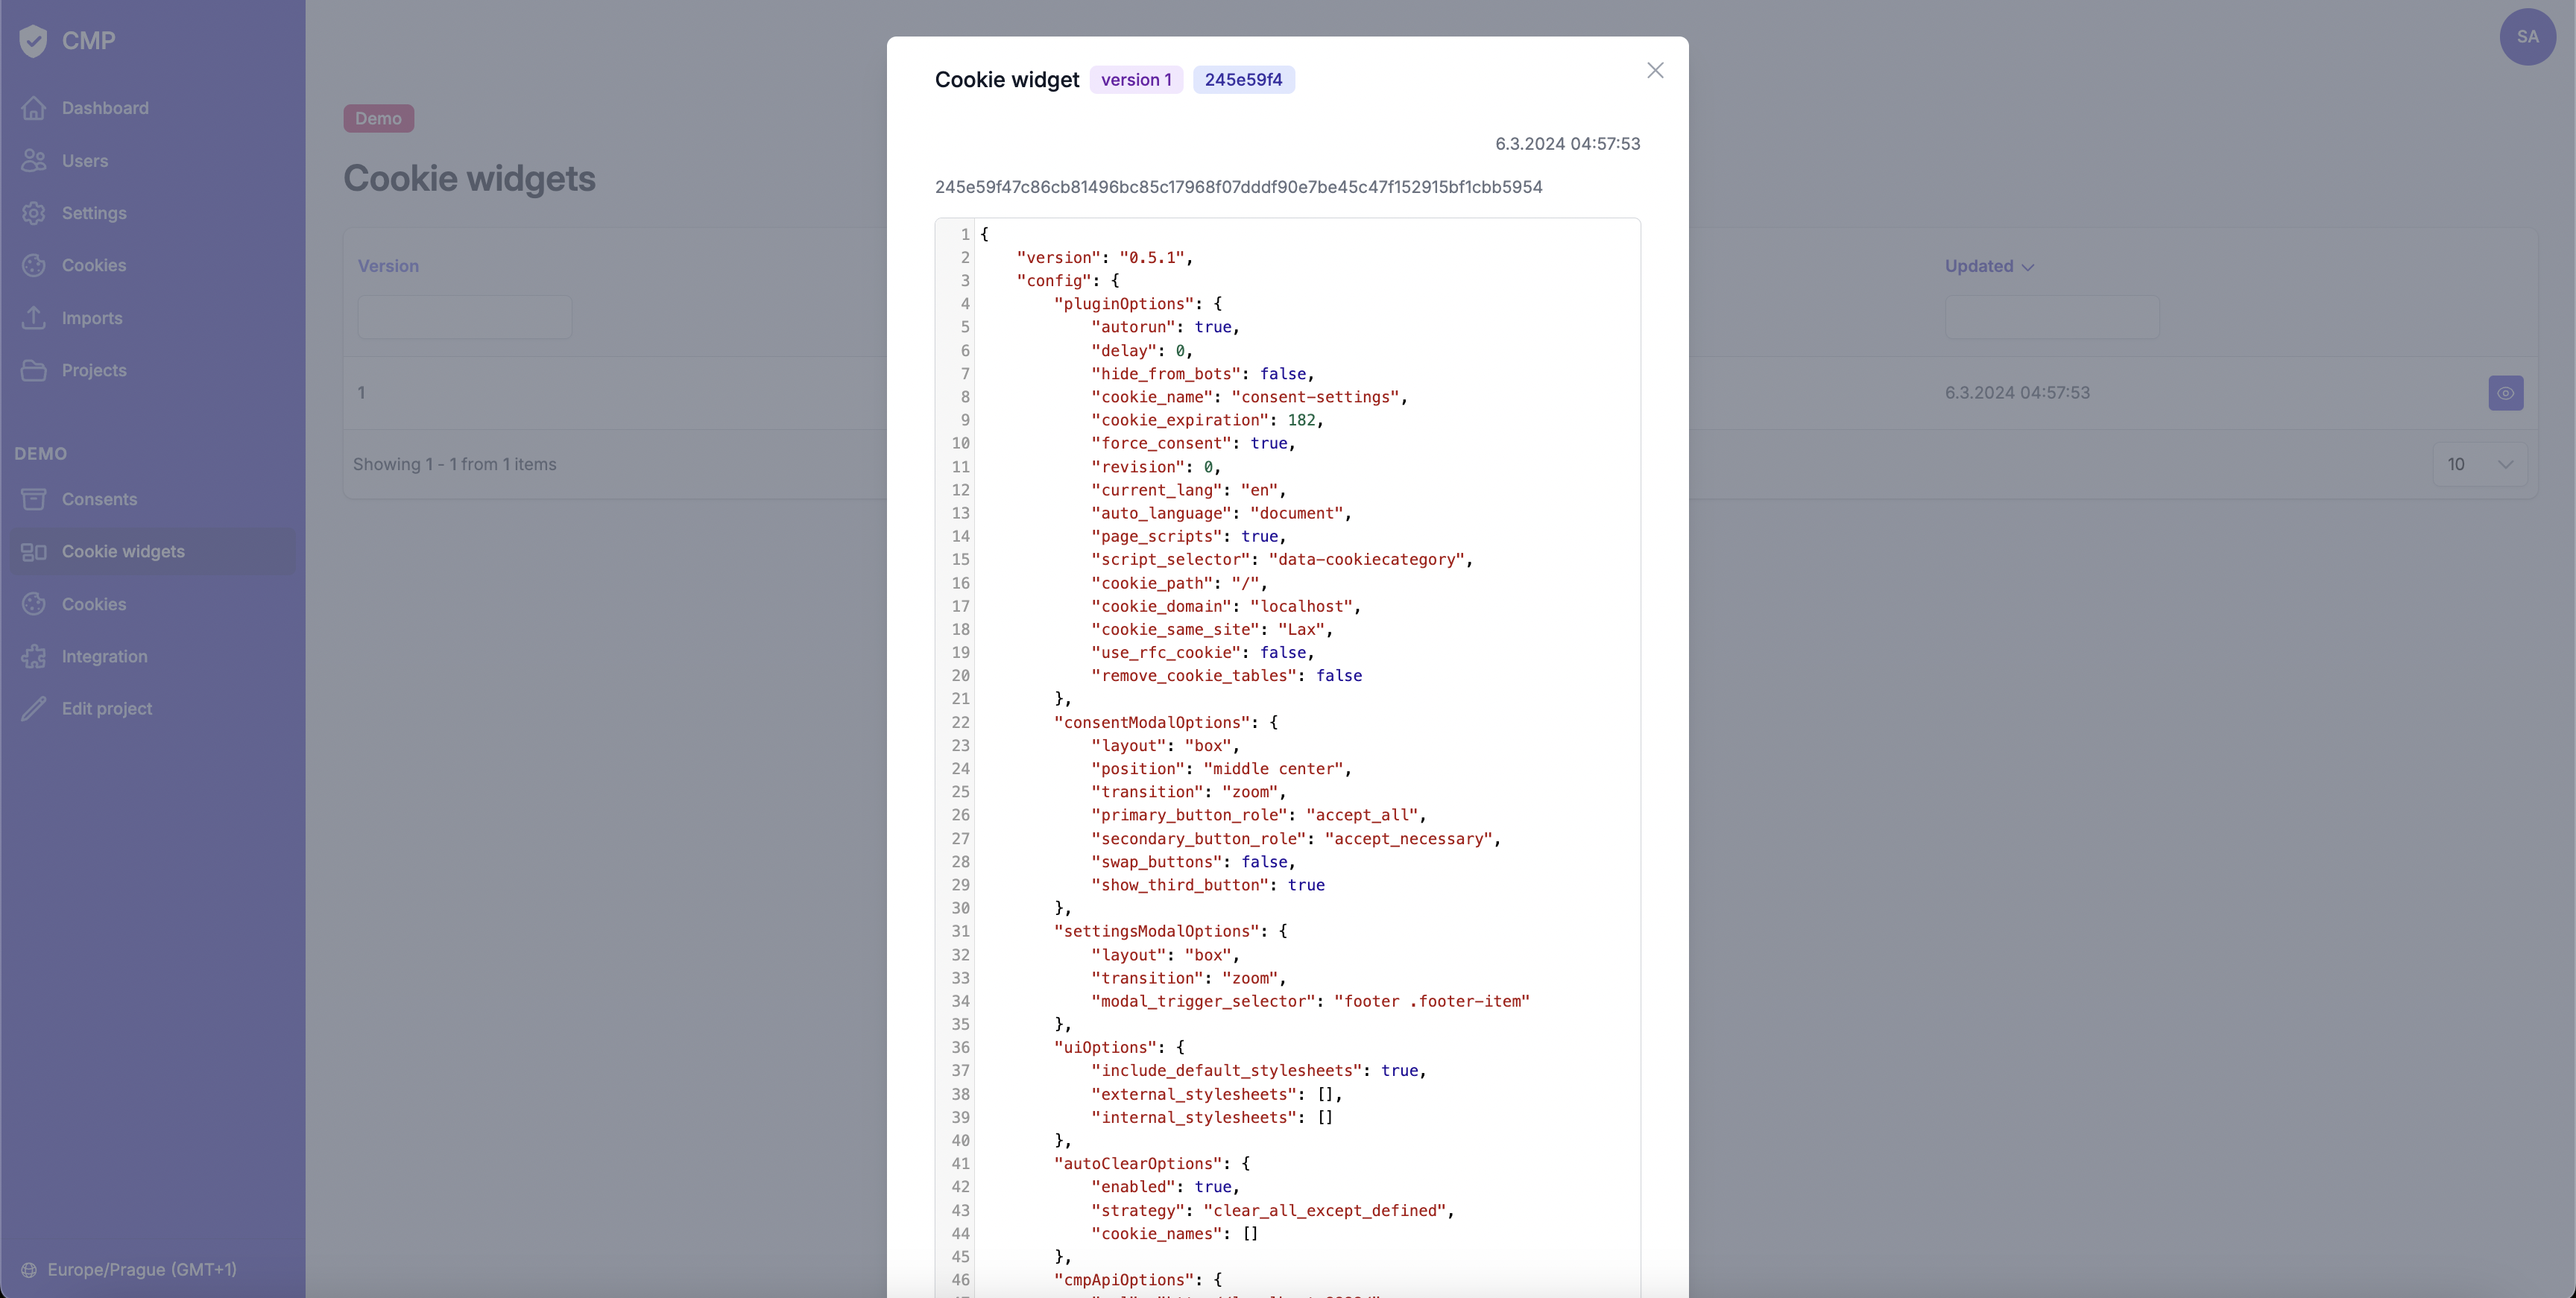 CMP
Dashboard
Users
Settings
Cookies
Imports
Projects
DEMO
Consents
Cookie widgets
Cookies
Integration
Edit project
Europe/Prague (GMT+1)
SA
Demo
Cookie widgets
Version
Updated
1
6.3.2024 04:57:53
Showing 1 - 1 from 1 items
10
Cookie widget version 1 245e59f4
6.3.2024 04:57:53
245e59f47c86cb81496bc85c17968f07dddf90e7be45c47f152915bf1cbb5954
1 {
2 "version": "0.5.1",
3 "config": {
4 "pluginOptions": {
5 "autorun": true,
6 "delay": 0,
7 "hide_from_bots": false,
8 "cookie_name": "consent-settings",
9 "cookie_expiration": 182,
10 "force_consent": true,
11 "revision": 0,
12 "current_lang": "en",
13 "auto_language": "document",
14 "page_scripts": true,
15 "script_selector": "data-cookiecategory",
16 "cookie_path": "/",
17 "cookie_domain": "localhost",
18 "cookie_same_site": "Lax",
19 "use_rfc_cookie": false,
20 "remove_cookie_tables": false
21 },
22 "consentModalOptions": {
23 "layout": "box",
24 "position": "middle center",
25 "transition": "zoom",
26 "primary_button_role": "accept_all",
27 "secondary_button_role": "accept_necessary",
28 "swap_buttons": false,
29 "show_third_button": true
30 },
31 "settingsModalOptions": {
32 "layout": "box",
33 "transition": "zoom",
34 "modal_trigger_selector": "footer .footer-item"
35 },
36 "uiOptions": {
37 "include_default_stylesheets": true,
38 "external_stylesheets": [],
39 "internal_stylesheets": []
40 },
41 "autoClearOptions": {
42 "enabled": true,
43 "strategy": "clear_all_except_defined",
44 "cookie_names": []
45 },
46 "cmpApiOptions": {